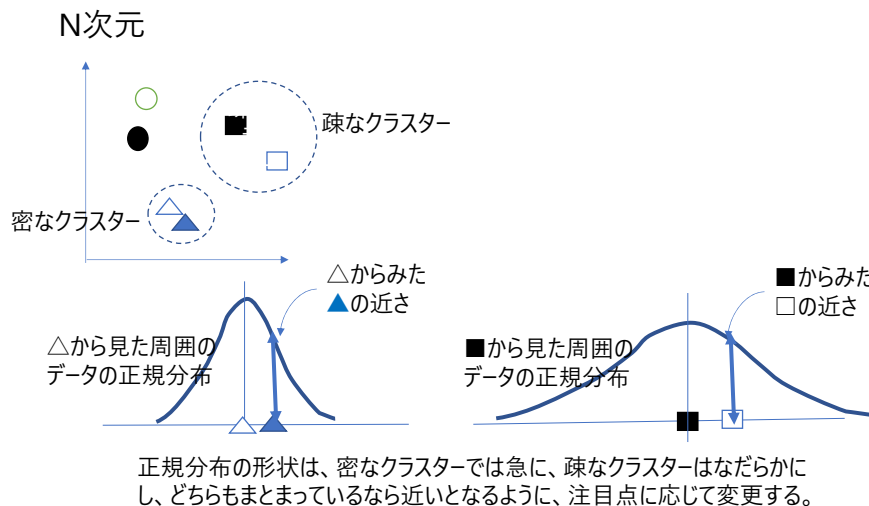 N次元
疎なクラスター
密なクラスター
△からみた
▲の近さ
△から見た周囲の
データの正規分布
■からみた
□の近さ
■から見た周囲の
データの正規分布
正規分布の形状は、密なクラスターでは急に、疎なクラスターはなだらかに
し、どちらもまとまっているなら近いとなるように、注目点に応じて変更する。